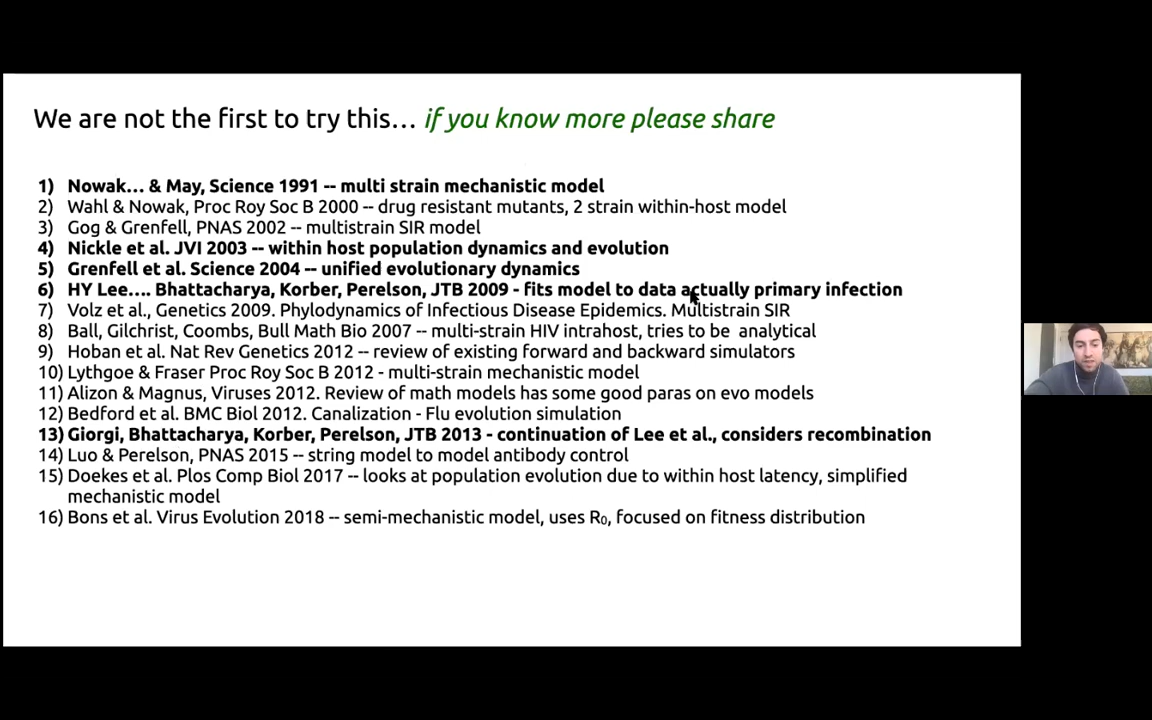 We are not the first to try this… if you know more please share
1) Nowak… & May, Science 1991 -- multi strain mechanistic model
2) Wahl & Nowak, Proc Roy Soc B 2000 -- drug resistant mutants, 2 strain within-host model
3) Gog & Grenfell, PNAS 2002 -- multistrain SIR model
4) Nickle et al. JVI 2003 -- within host population dynamics and evolution
5) Grenfell et al. Science 2004 -- unified evolutionary dynamics
6) HY Lee…. Bhattacharya, Korber, Perelson, JTB 2009 - fits model to data actually primary infection
7) Volz et al., Genetics 2009. Phylodynamics of Infectious Disease Epidemics. Multistrain SIR
8) Ball, Gilchrist, Coombs, Bull Math Bio 2007 -- multi-strain HIV intrahost, tries to be analytical
9) Hoban et al. Nat Rev Genetics 2012 -- review of existing forward and backward simulators
10) Lythgoe & Fraser Proc Roy Soc B 2012 - multi-strain mechanistic model
11) Alizon & Magnus, Viruses 2012. Review of math models has some good paras on evo models
12) Bedford et al. BMC Biol 2012. Canalization - Flu evolution simulation
13) Giorgi, Bhattacharya, Korber, Perelson, JTB 2013 - continuation of Lee et al., considers recombination
14) Luo & Perelson, PNAS 2015 -- string model to model antibody control
15) Doekes et al. Plos Comp Biol 2017 -- looks at population evolution due to within host latency, simplified
mechanistic model
16) Bons et al. Virus Evolution 2018 -- semi-mechanistic model, uses R₀, focused on fitness distribution